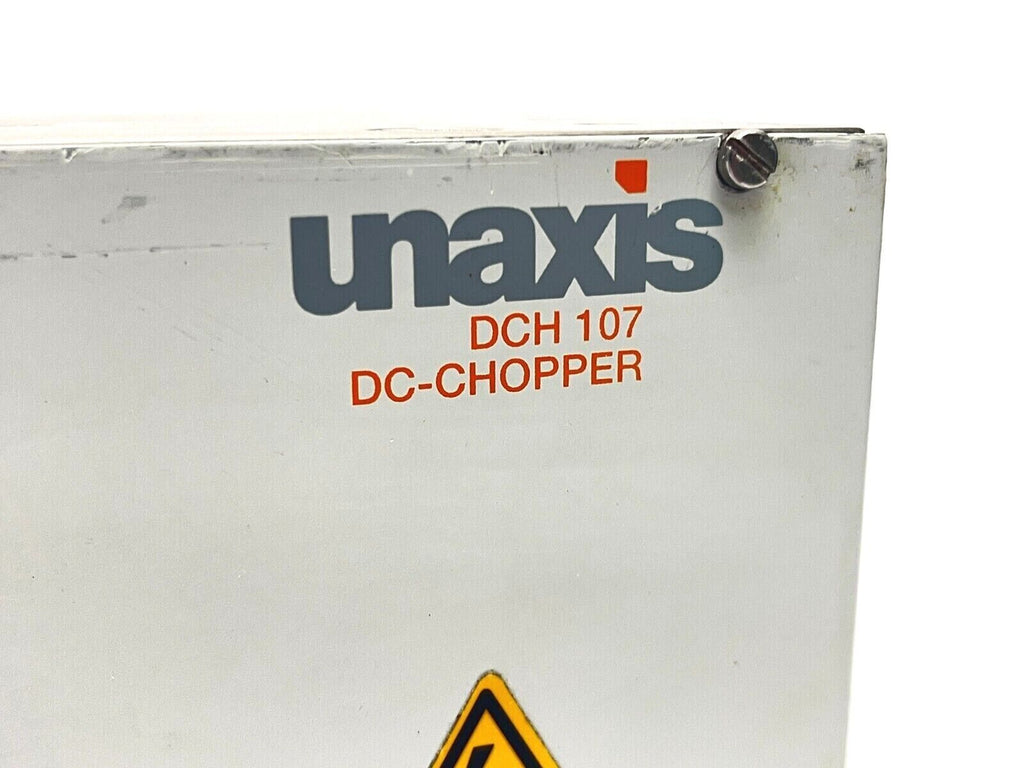 unaxis
DCH 107
DC-CHOPPER